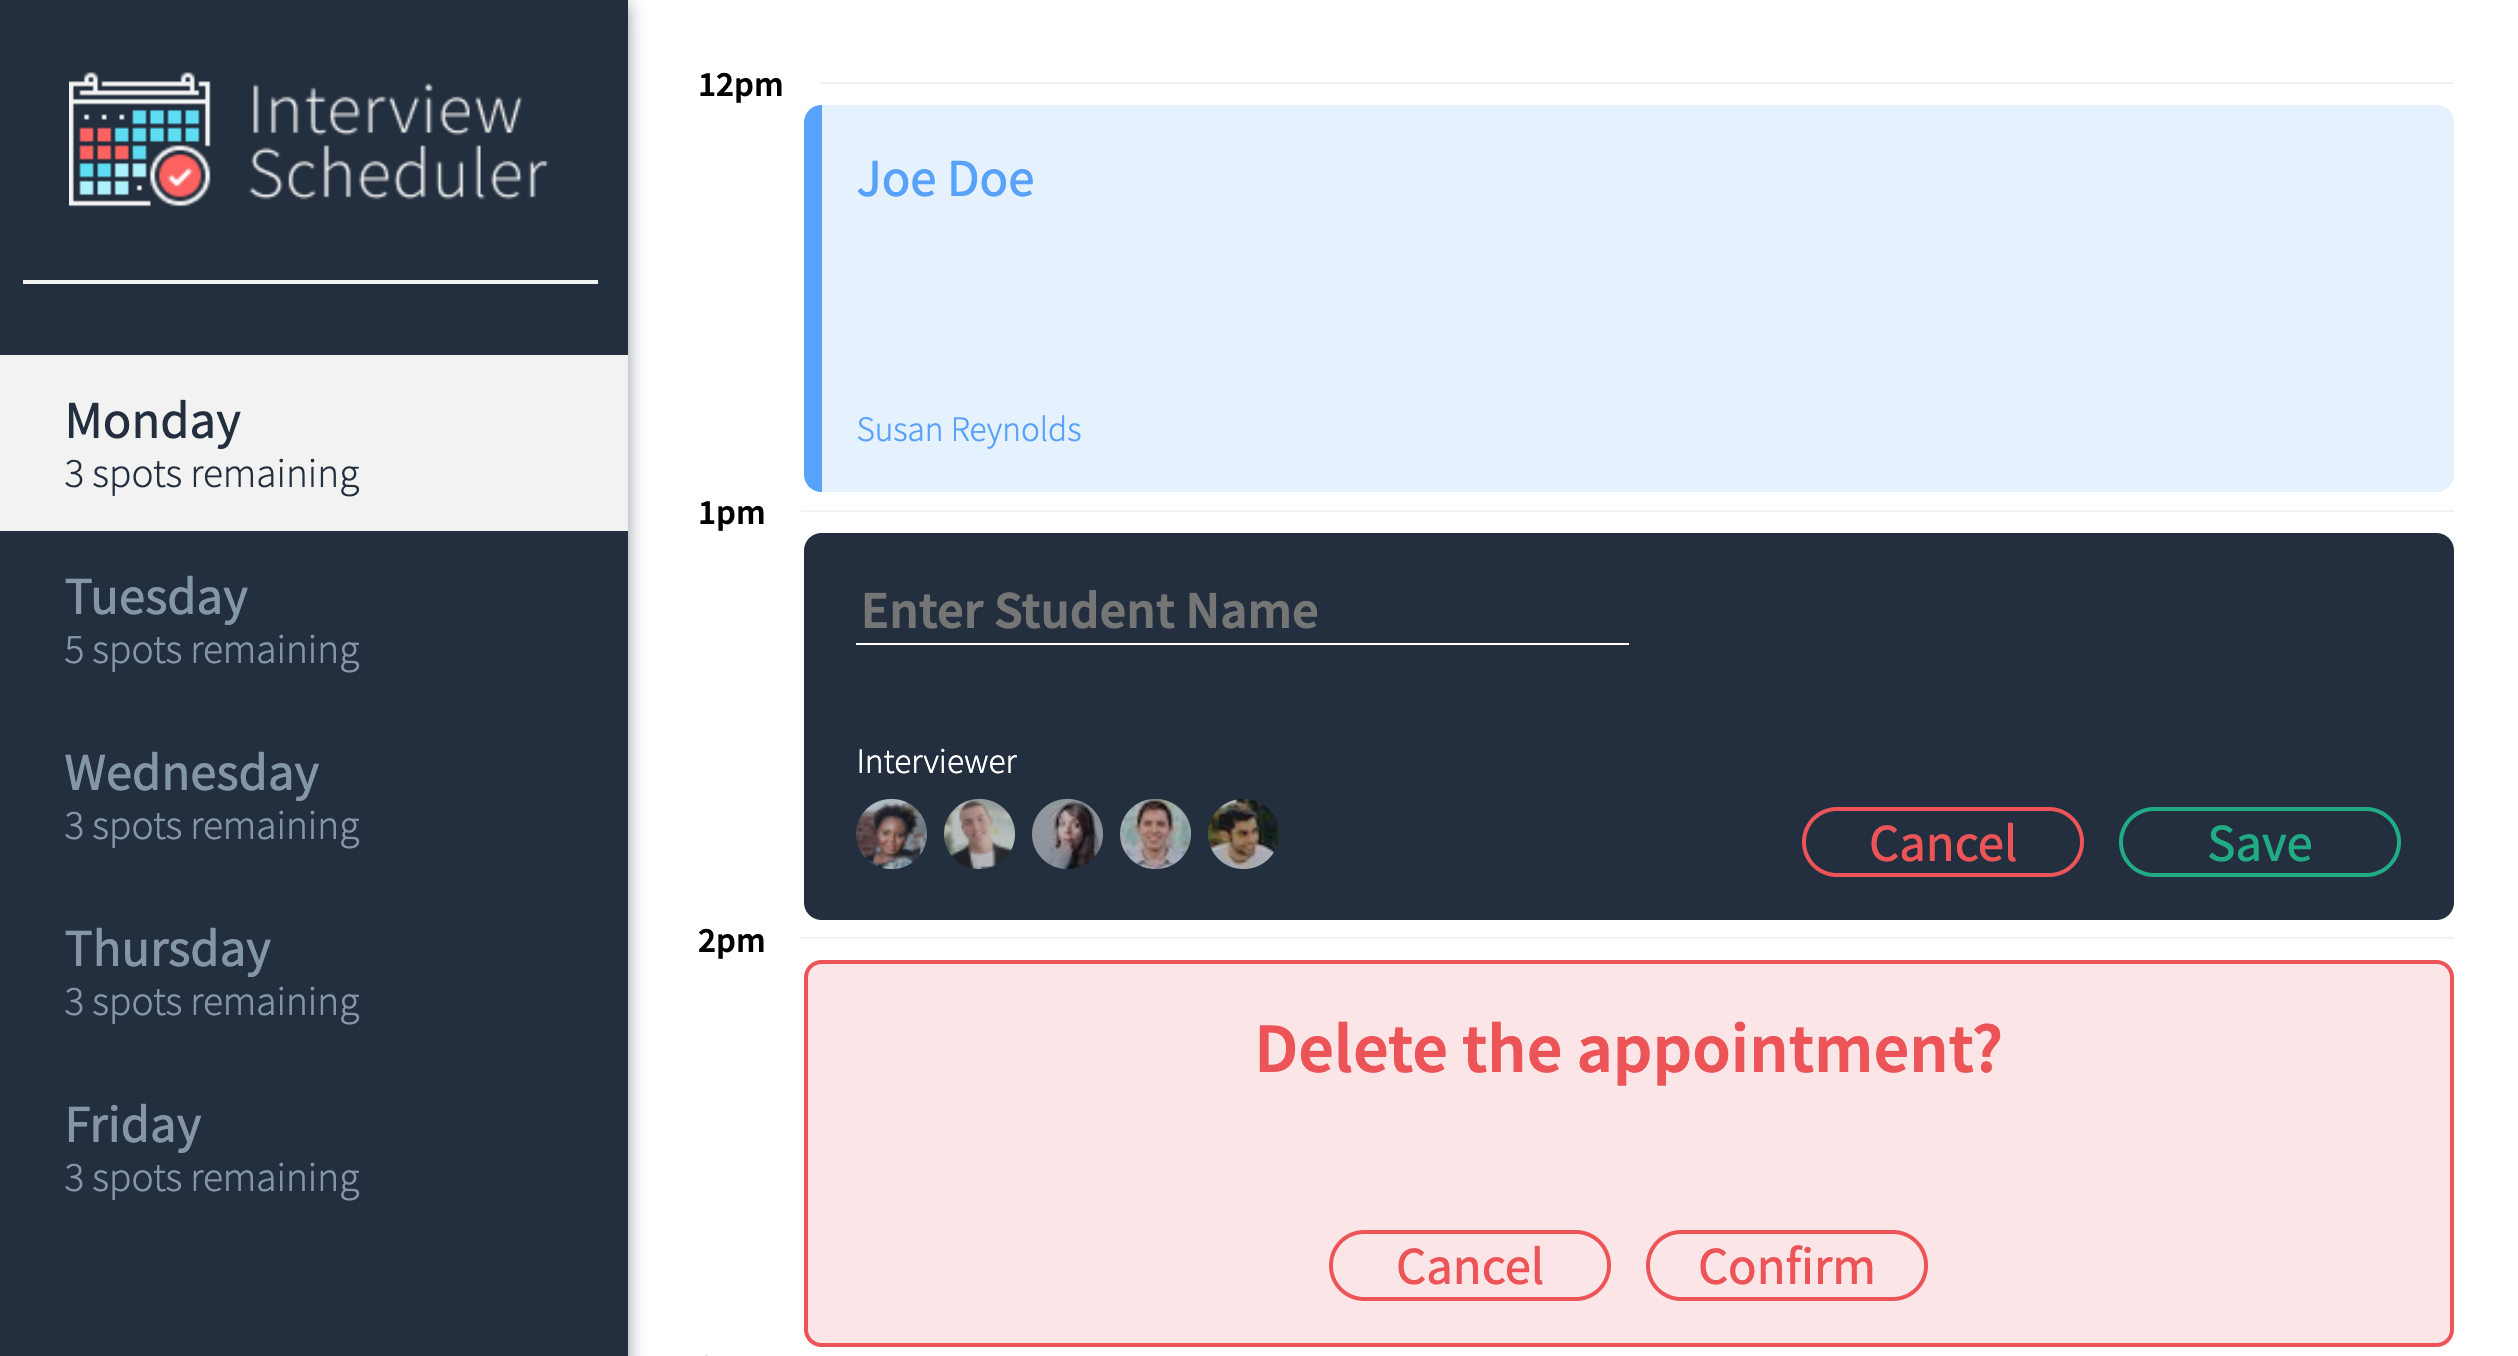 Interview
Scheduler
Monday
3 spots remaining
Tuesday
5 spots remaining
Wednesday
3 spots remaining
Thursday
3 spots remaining
Friday
3 spots remaining
12pm
Joe Doe
Susan Reynolds
1pm
Enter Student Name
Interviewer
Cancel Save
2pm
Delete the appointment?
Cancel Confirm